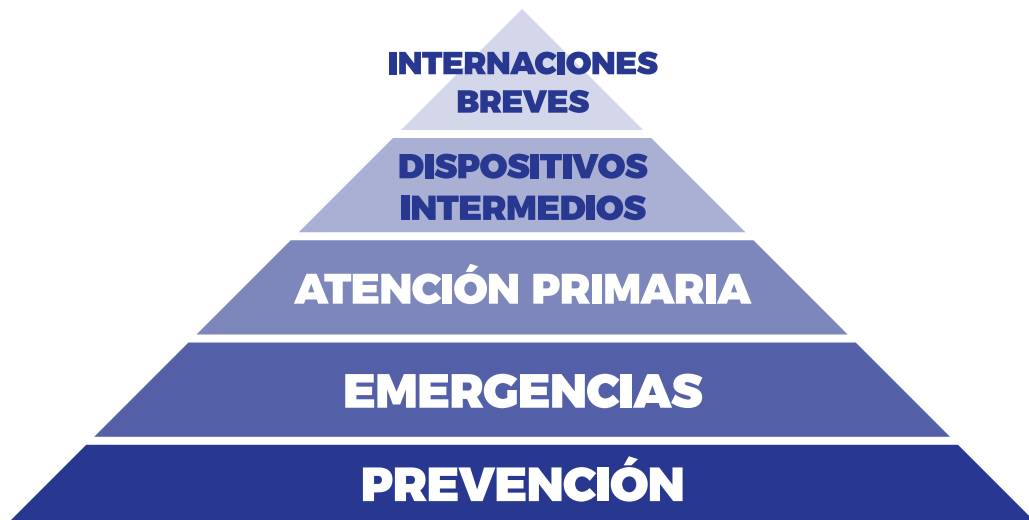 INTERNACIONES
BREVES
DISPOSITIVOS
INTERMEDIOS
ATENCIÓN PRIMARIA
EMERGENCIAS
PREVENCIÓN